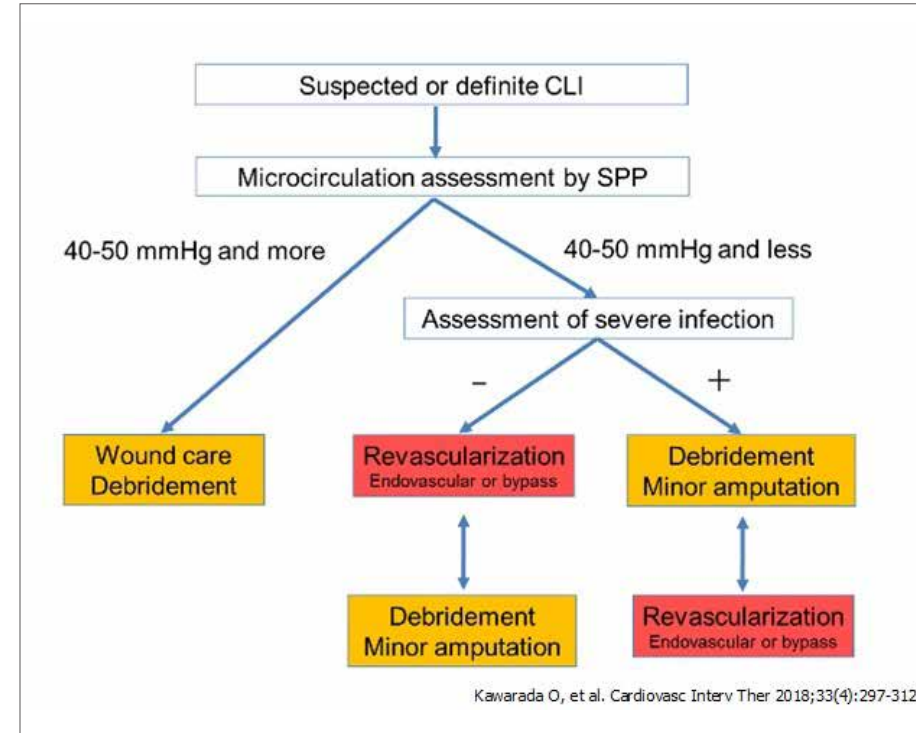 Suspected or definite CLI
Microcirculation assessment by SPP
40-50 mmHg and more
40-50 mmHg and less
Assessment of severe infection
-
+
Wound care
Debridement
Revascularization
Endovascular or bypass
Debridement
Minor amputation
Debridement
Minor amputation
Revascularization
Endovascular or bypass
Kawarada O, et al. Cardiovasc Interv Ther 2018;33(4):297-312